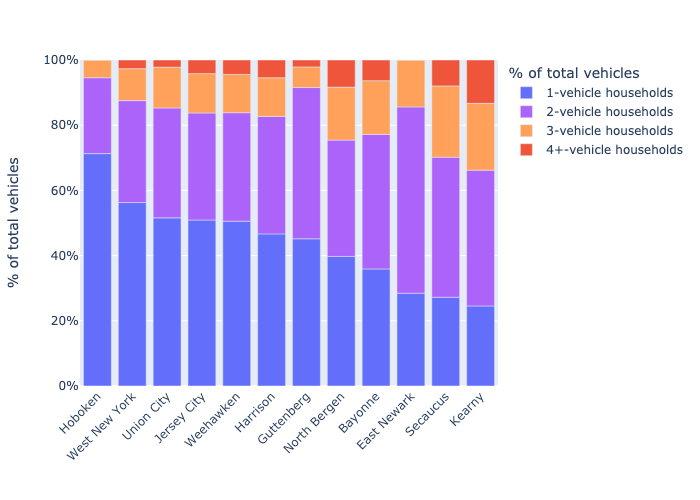 100%
80%
60%
40%
20%
0%
% of total vehicles
Hoboken
West New York
Union City
Jersey City
Weehawken
Harrison
Guttenberg
North Bergen
Bayonne
East Newark
Secaucus
Kearny
% of total vehicles
1-vehicle households
2-vehicle households
3-vehicle households
4+-vehicle households